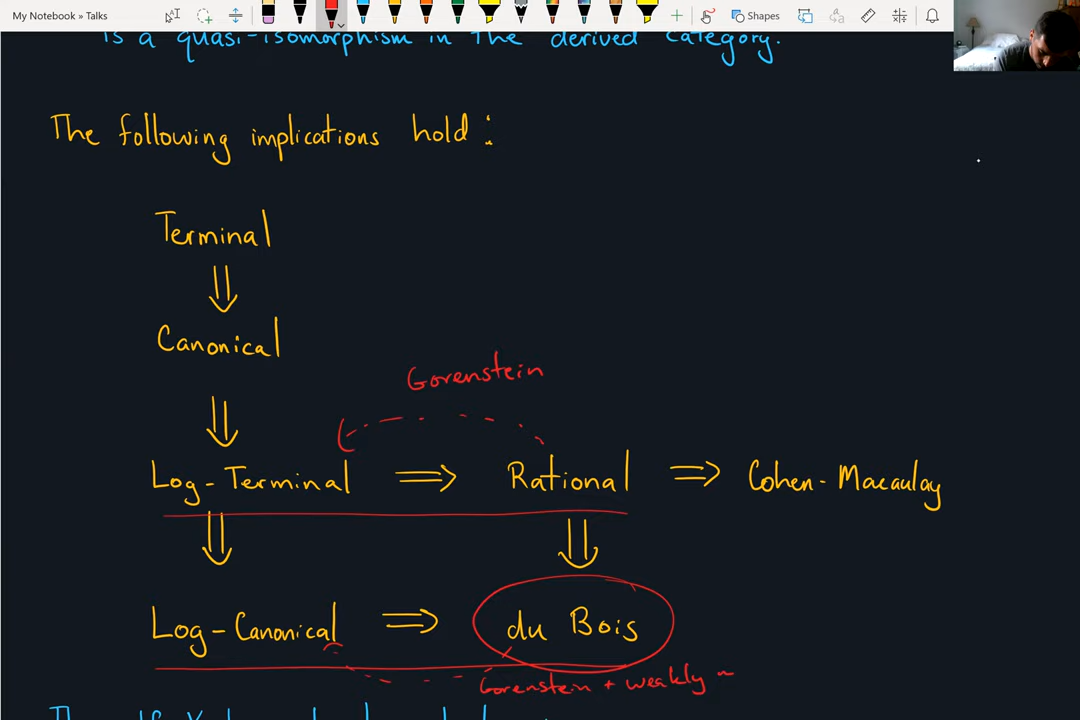 My Notebook » Talks
Shapes
is a quasi-isomorphism in the derived category.
The following implications hold :
Terminal
⇓
Canonical
Gorenstein
⇓
Log-Terminal ⟹ Rational ⟹ Cohen-Macaulay
⇓ ⇓
Log-Canonical ⟹ du Bois
Gorenstein + weakly